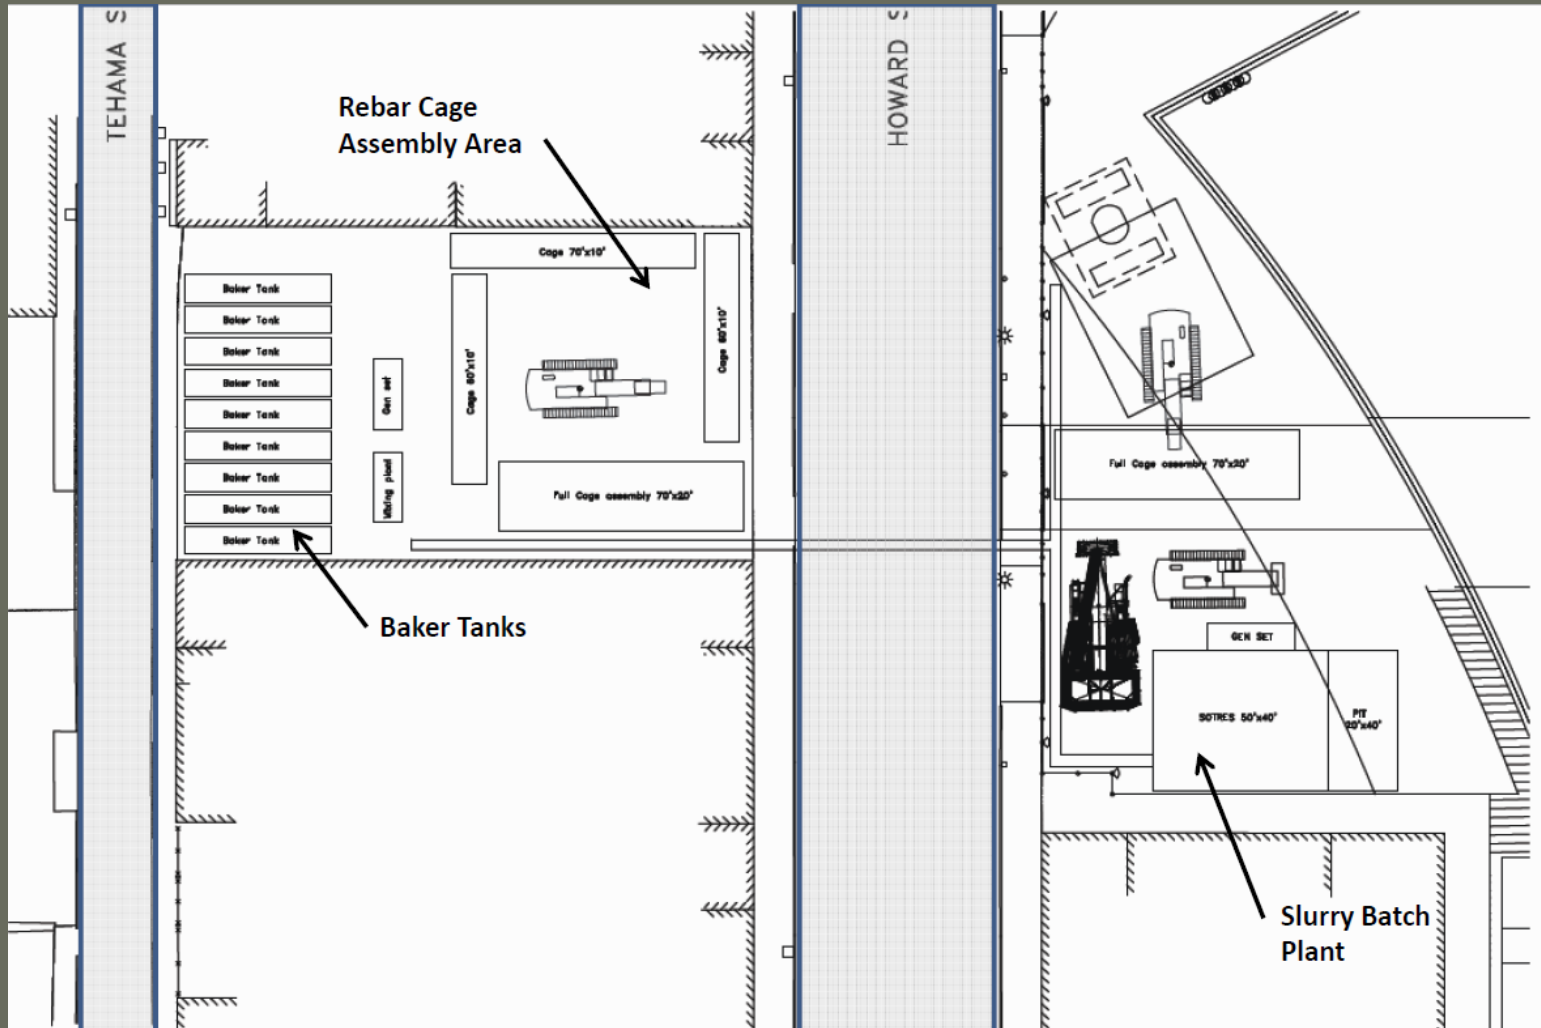 TEHAMA S
HOWARD S
Rebar Cage
Assembly Area
Cage 70'x10'
Baker Tank
Baker Tank
Baker Tank
Baker Tank
Baker Tank
Baker Tank
Baker Tank
Baker Tank
Baker Tank
Gen set
Mixing plant
Cage 60'x10'
Cage 60'x10'
Full Cage assembly 70'x20'
Baker Tanks
Full Cage assembly 70'x20'
GEN SET
SOTRES 50'x40'
PIT
20'x40'
Slurry Batch
Plant